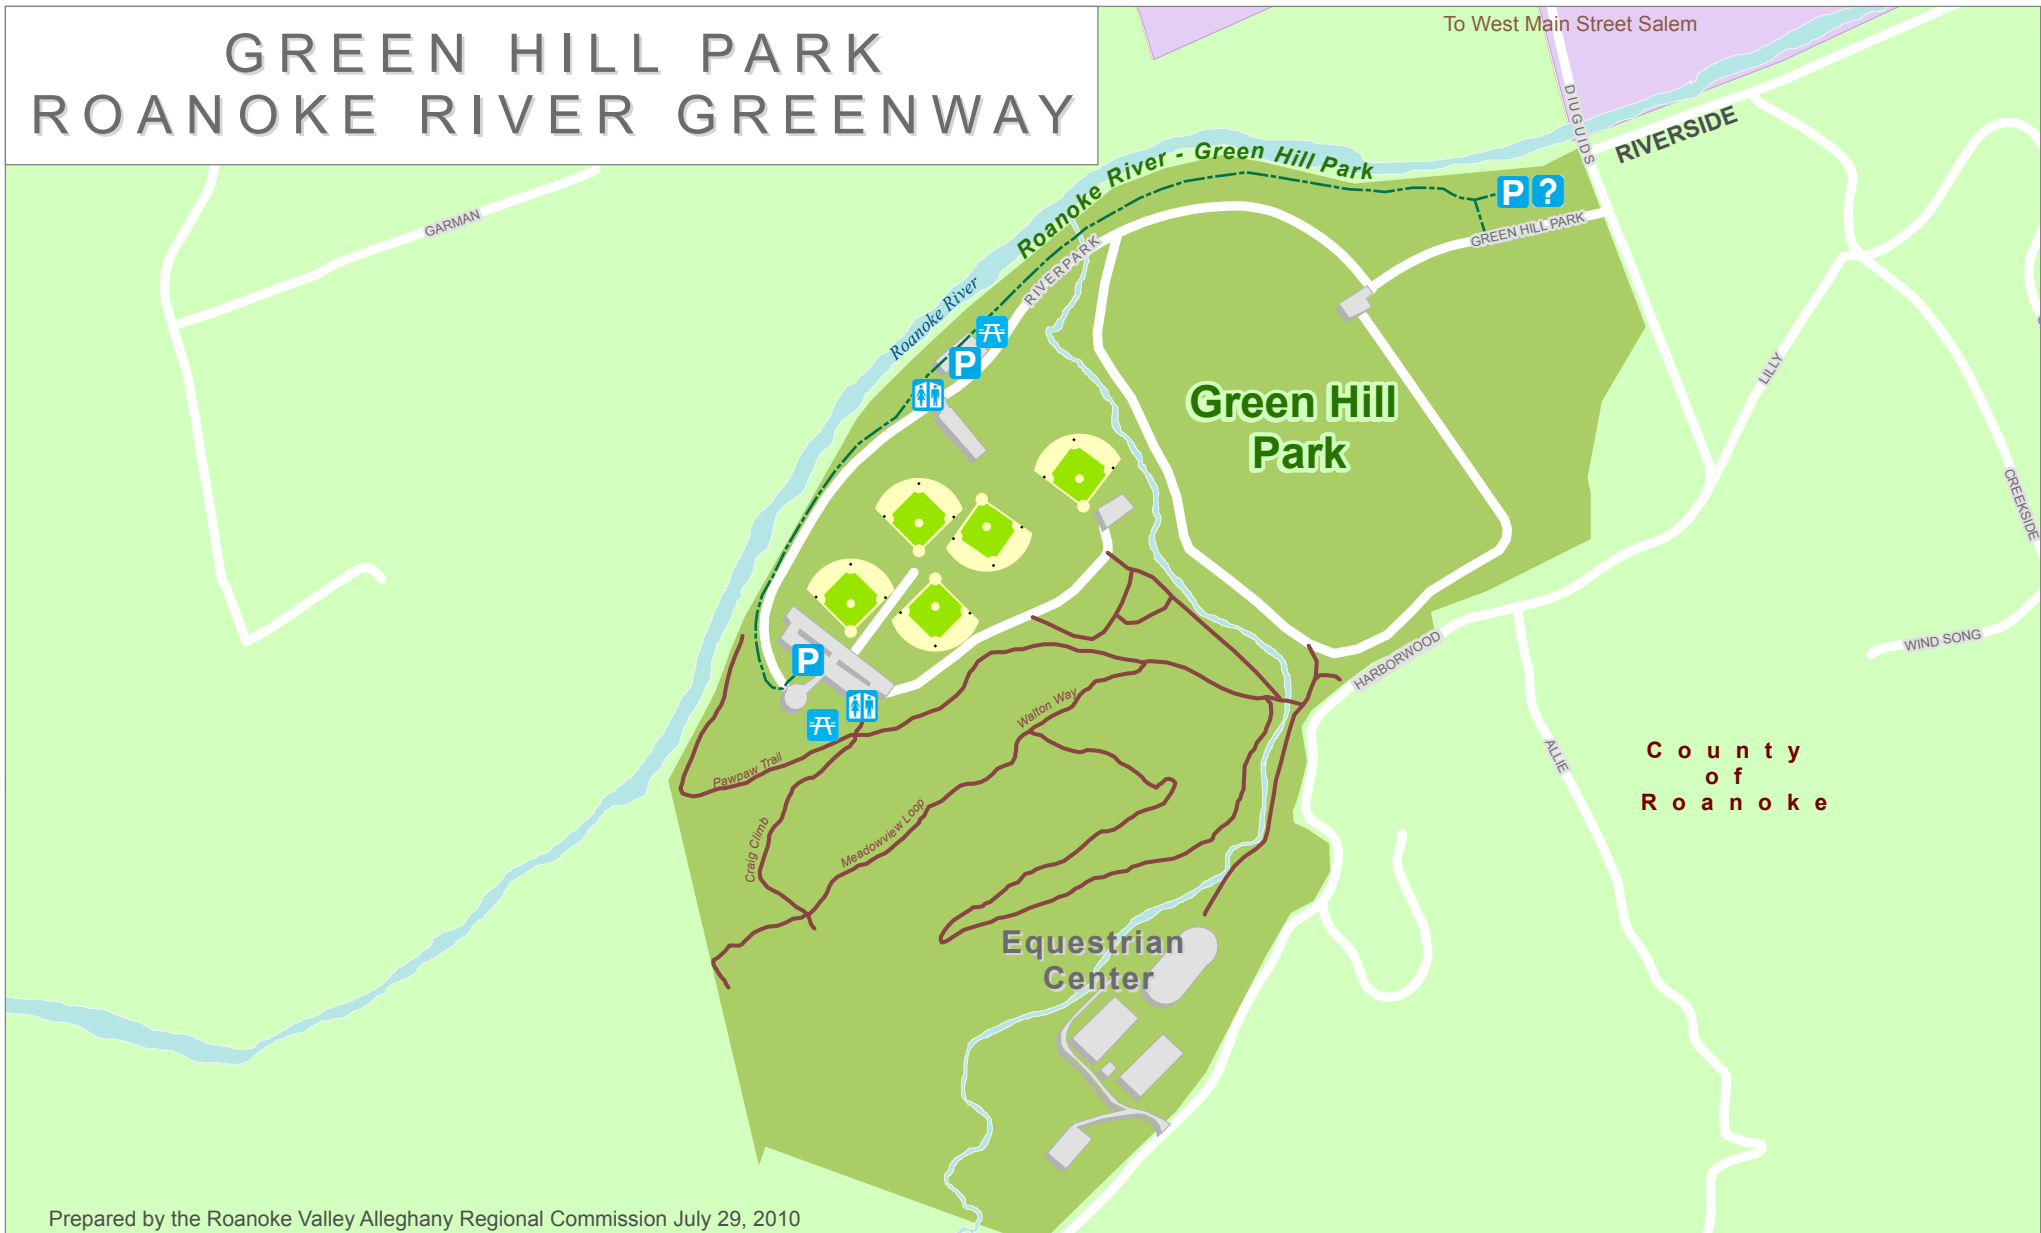 GREEN HILL PARK
ROANOKE RIVER GREENWAY
To West Main Street Salem
DIUGUIDS
RIVERSIDE
Roanoke River - Green Hill Park
P ?
GREEN HILL PARK
GARMAN
RIVERPARK
Roanoke River
P
LILLY
Green Hill
Park
CREEKSIDE
WIND SONG
HARBORWOOD
P
Walton Way
Pawpaw Trail
ALLIE
County
of
Roanoke
Meadowview Loop
Craig Climb
Equestrian
Center
Prepared by the Roanoke Valley Alleghany Regional Commission July 29, 2010